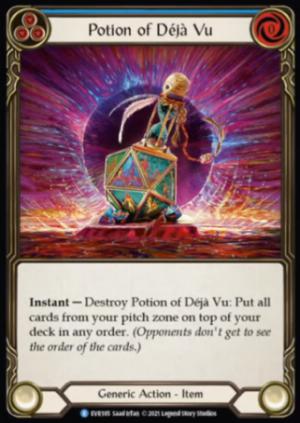 Potion of Déjà Vu
0
Instant — Destroy Potion of Déjà Vu: Put all
cards from your pitch zone on top of your
deck in any order. (Opponents don't get to see
the order of the cards.)
Generic Action - Item
EVR185 Saad Irfan © 2021 Legend Story Studios